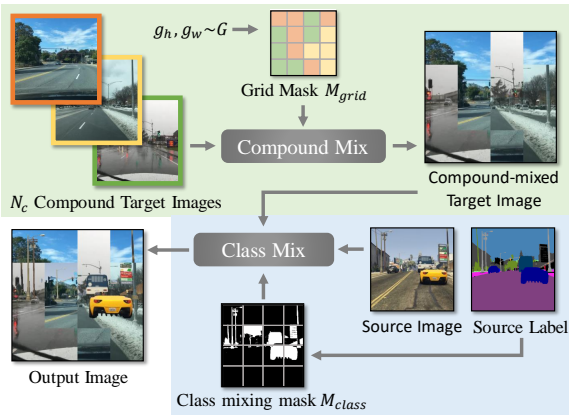 g_h, g_w~G
Grid Mask M_grid
Compound Mix
N_c Compound Target Images
Compound-mixed
Target Image
Class Mix
Source Image
Source Label
Output Image
Class mixing mask M_class